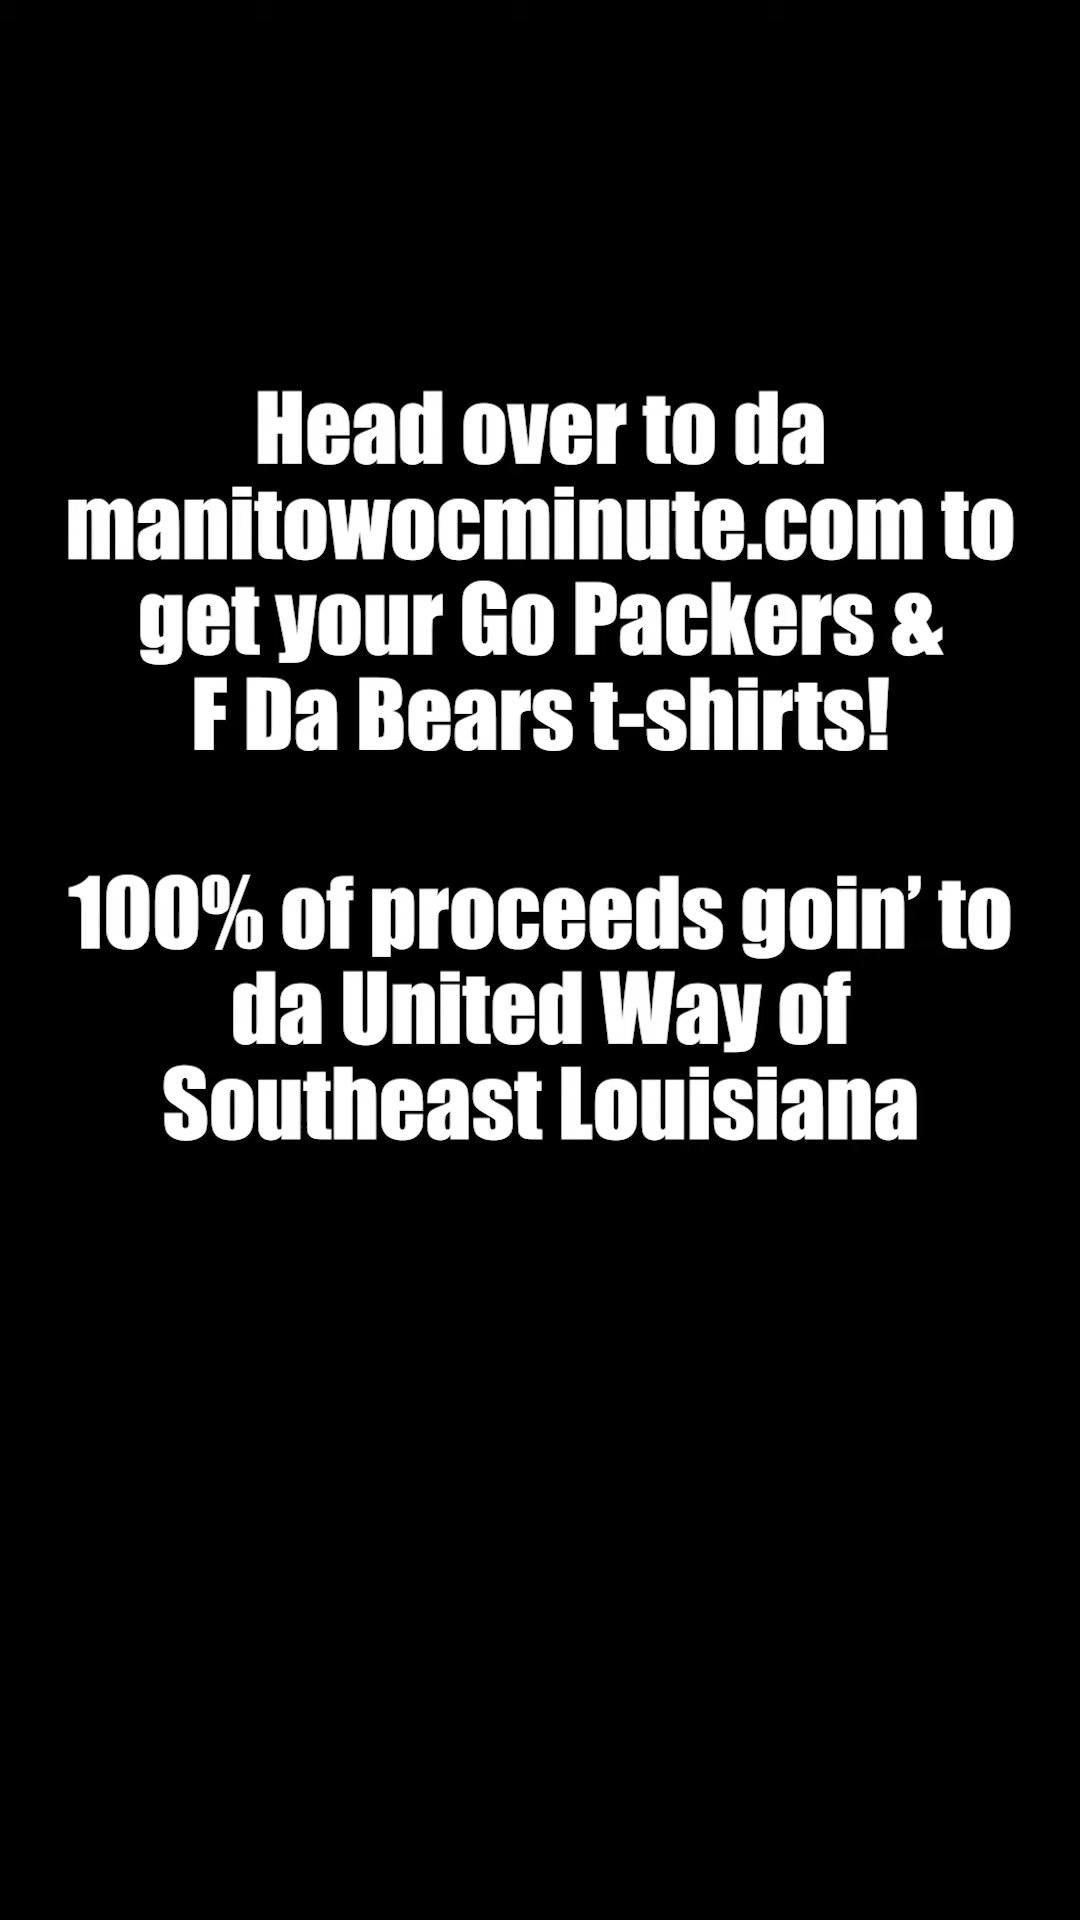 Head over to da
manitowocminute.com to
get your Go Packers &
F Da Bears t-shirts!
100% of proceeds goin’ to
da United Way of
Southeast Louisiana